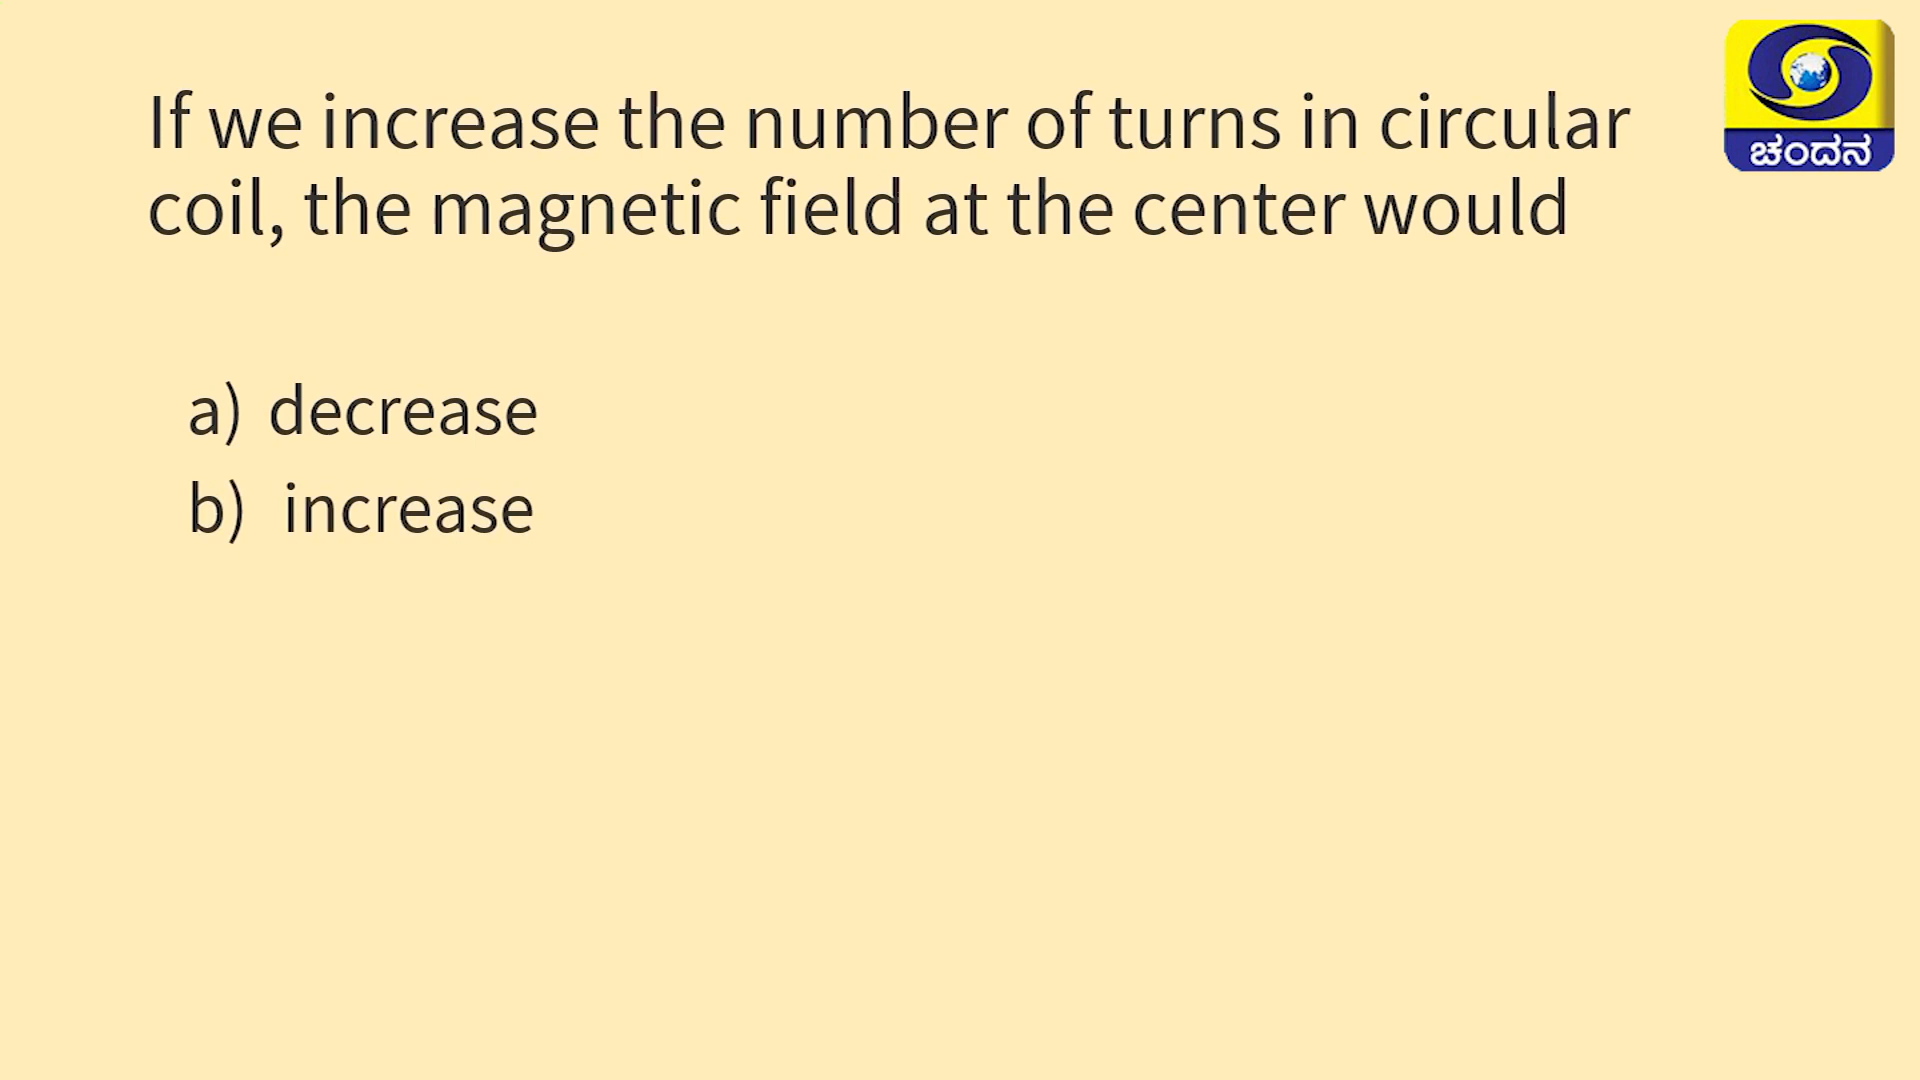 If we increase the number of turns in circular
coil, the magnetic field at the center would
a) decrease
b) increase
ಚಂದನ